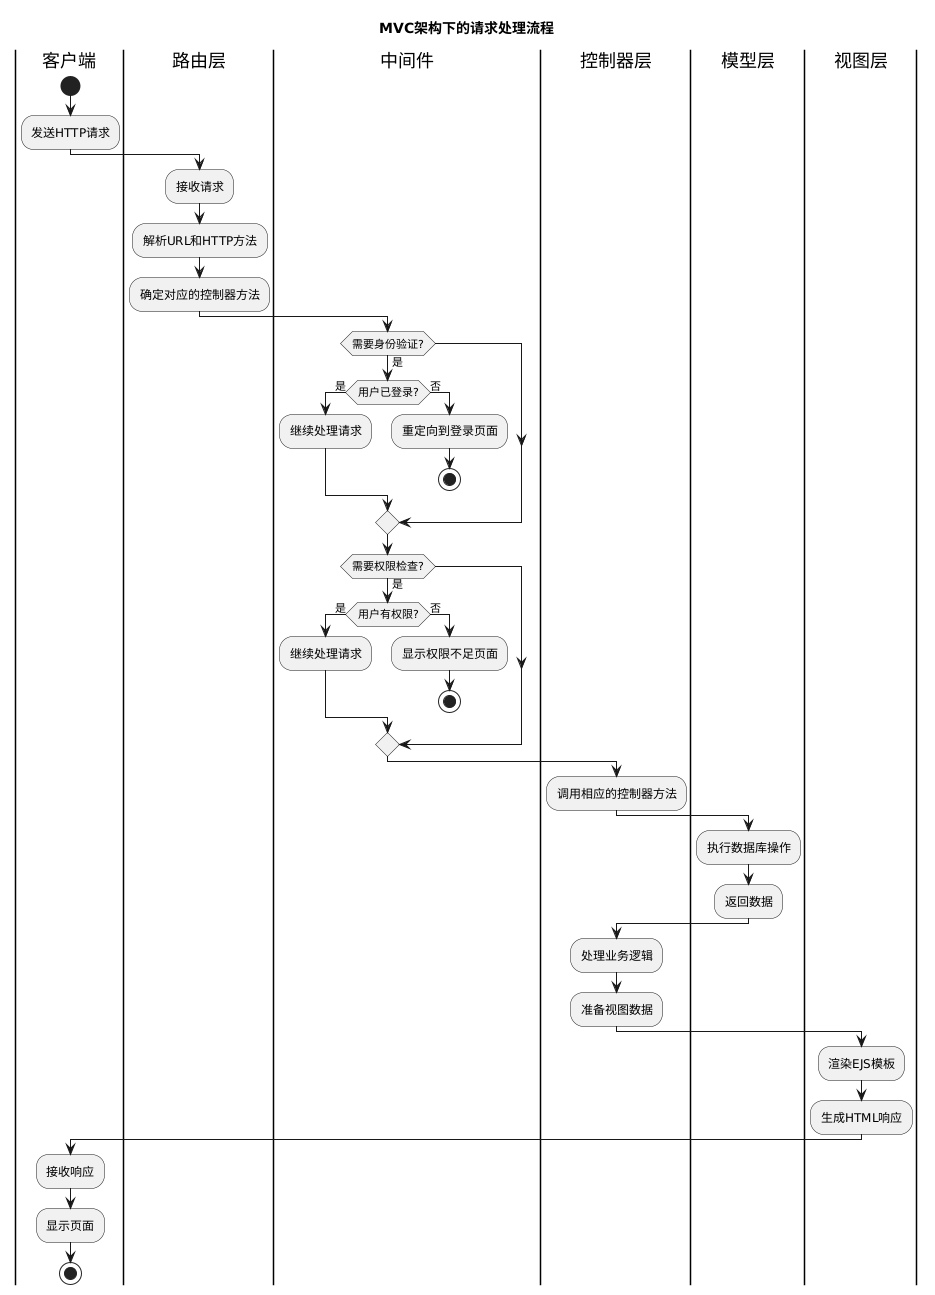 MVC架构下的请求处理流程
客户端
路由层
中间件
控制器层
模型层
视图层
发送HTTP请求
接收请求
解析URL和HTTP方法
确定对应的控制器方法
需要身份验证?
是
用户已登录?
是
否
继续处理请求
重定向到登录页面
需要权限检查?
是
用户有权限?
是
否
继续处理请求
显示权限不足页面
调用相应的控制器方法
执行数据库操作
返回数据
处理业务逻辑
准备视图数据
渲染EJS模板
生成HTML响应
接收响应
显示页面